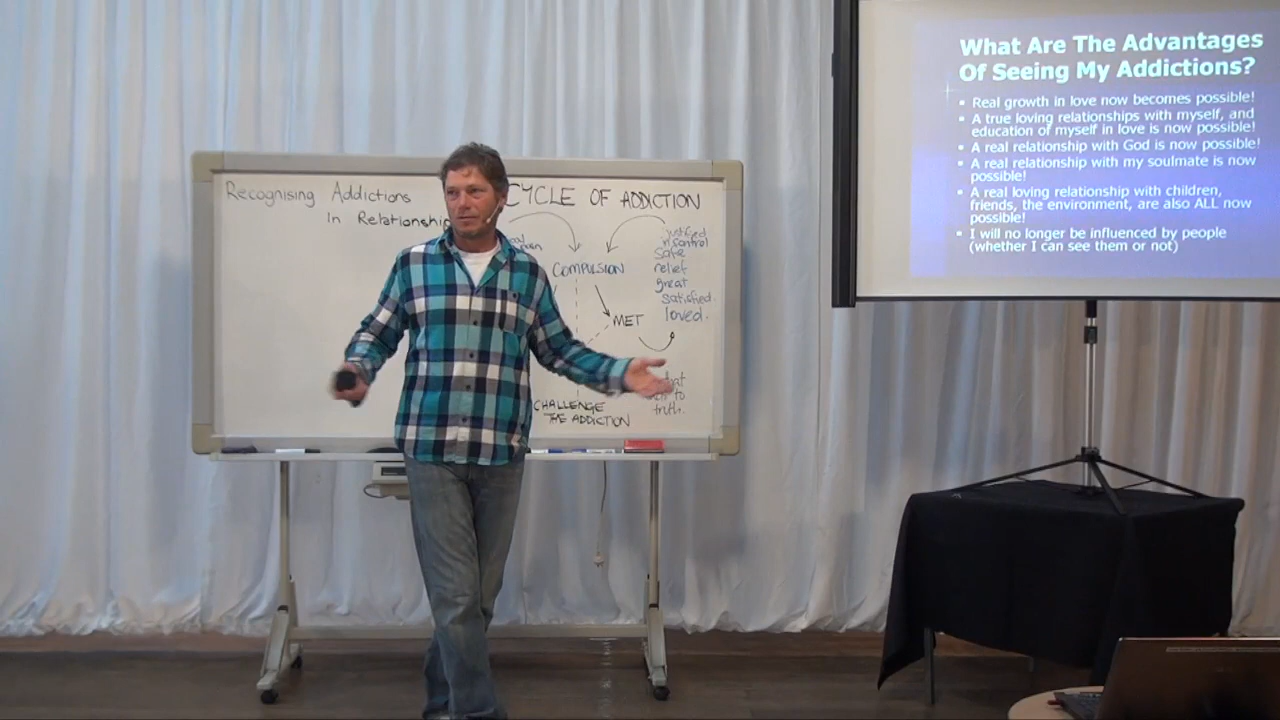 Recognising Addictions
In Relationship
CYCLE OF ADDICTION
justified
in control
safe
relief
great
satisfied.
loved.
COMPULSION
MET
to
truth.
CHALLENGE
THE ADDICTION
What Are The Advantages
Of Seeing My Addictions?
▪ Real growth in love now becomes possible!
▪ A true loving relationships with myself, and
education of myself in love is now possible!
▪ A real relationship with God is now possible!
▪ A real relationship with my soulmate is now
possible!
▪ A real loving relationship with children,
friends, the environment, are also ALL now
possible!
▪ I will no longer be influenced by people
(whether I can see them or not)